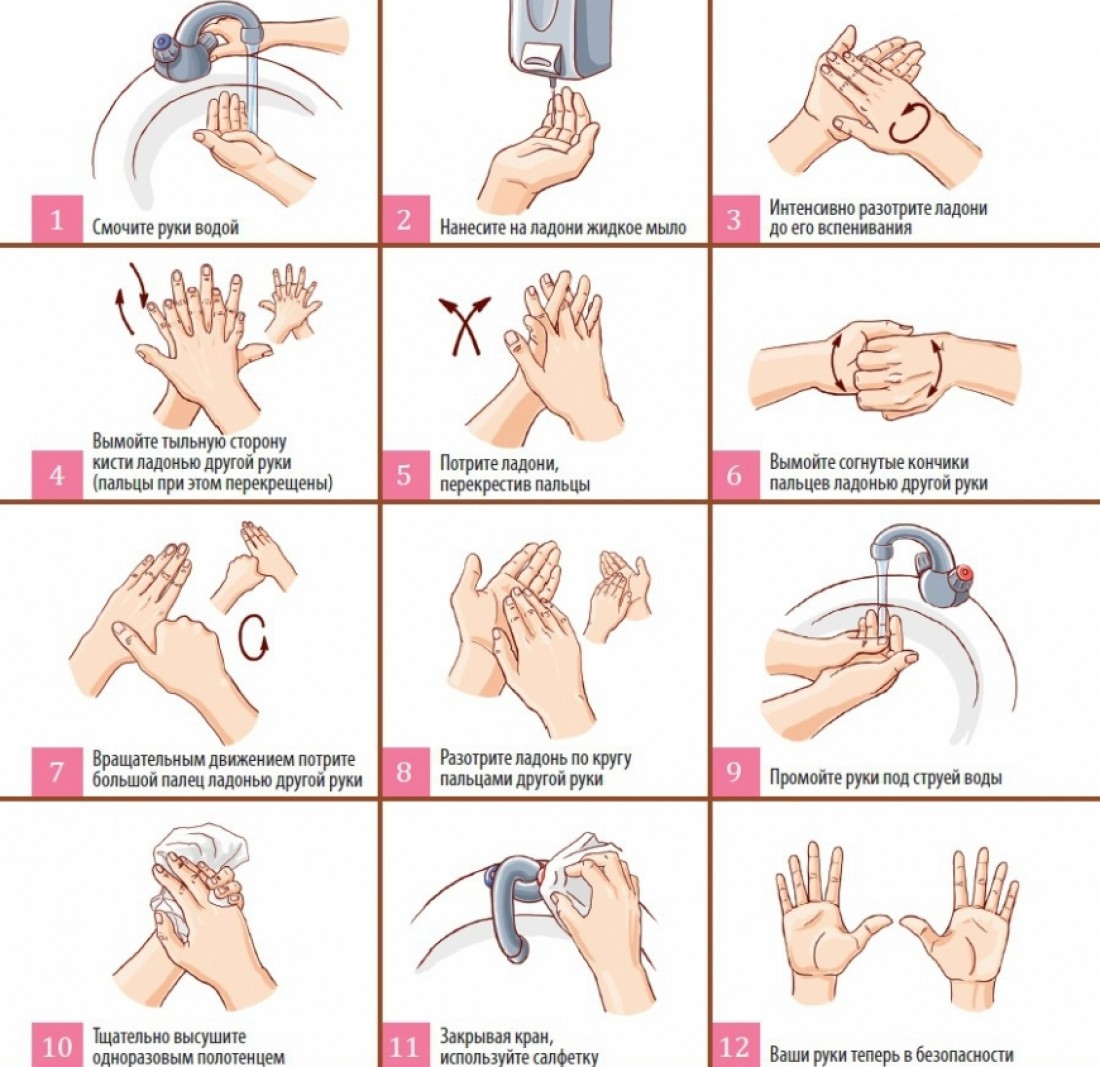 1
Смочите руки водой
2
Нанесите на ладони жидкое мыло
3
Интенсивно разотрите ладони
до его вспенивания
4
Вымойте тыльную сторону
кисти ладонью другой руки
(пальцы при этом перекрещены)
5
Потрите ладони,
перекрестив пальцы
6
Вымойте согнутые кончики
пальцев ладонью другой руки
7
Вращательным движением потрите
большой палец ладонью другой руки
8
Разотрите ладонь по кругу
пальцами другой руки
9
Промойте руки под струей воды
10
Тщательно высушите
одноразовым полотенцем
11
Закрывая кран,
используйте салфетку
12
Ваши руки теперь в безопасности